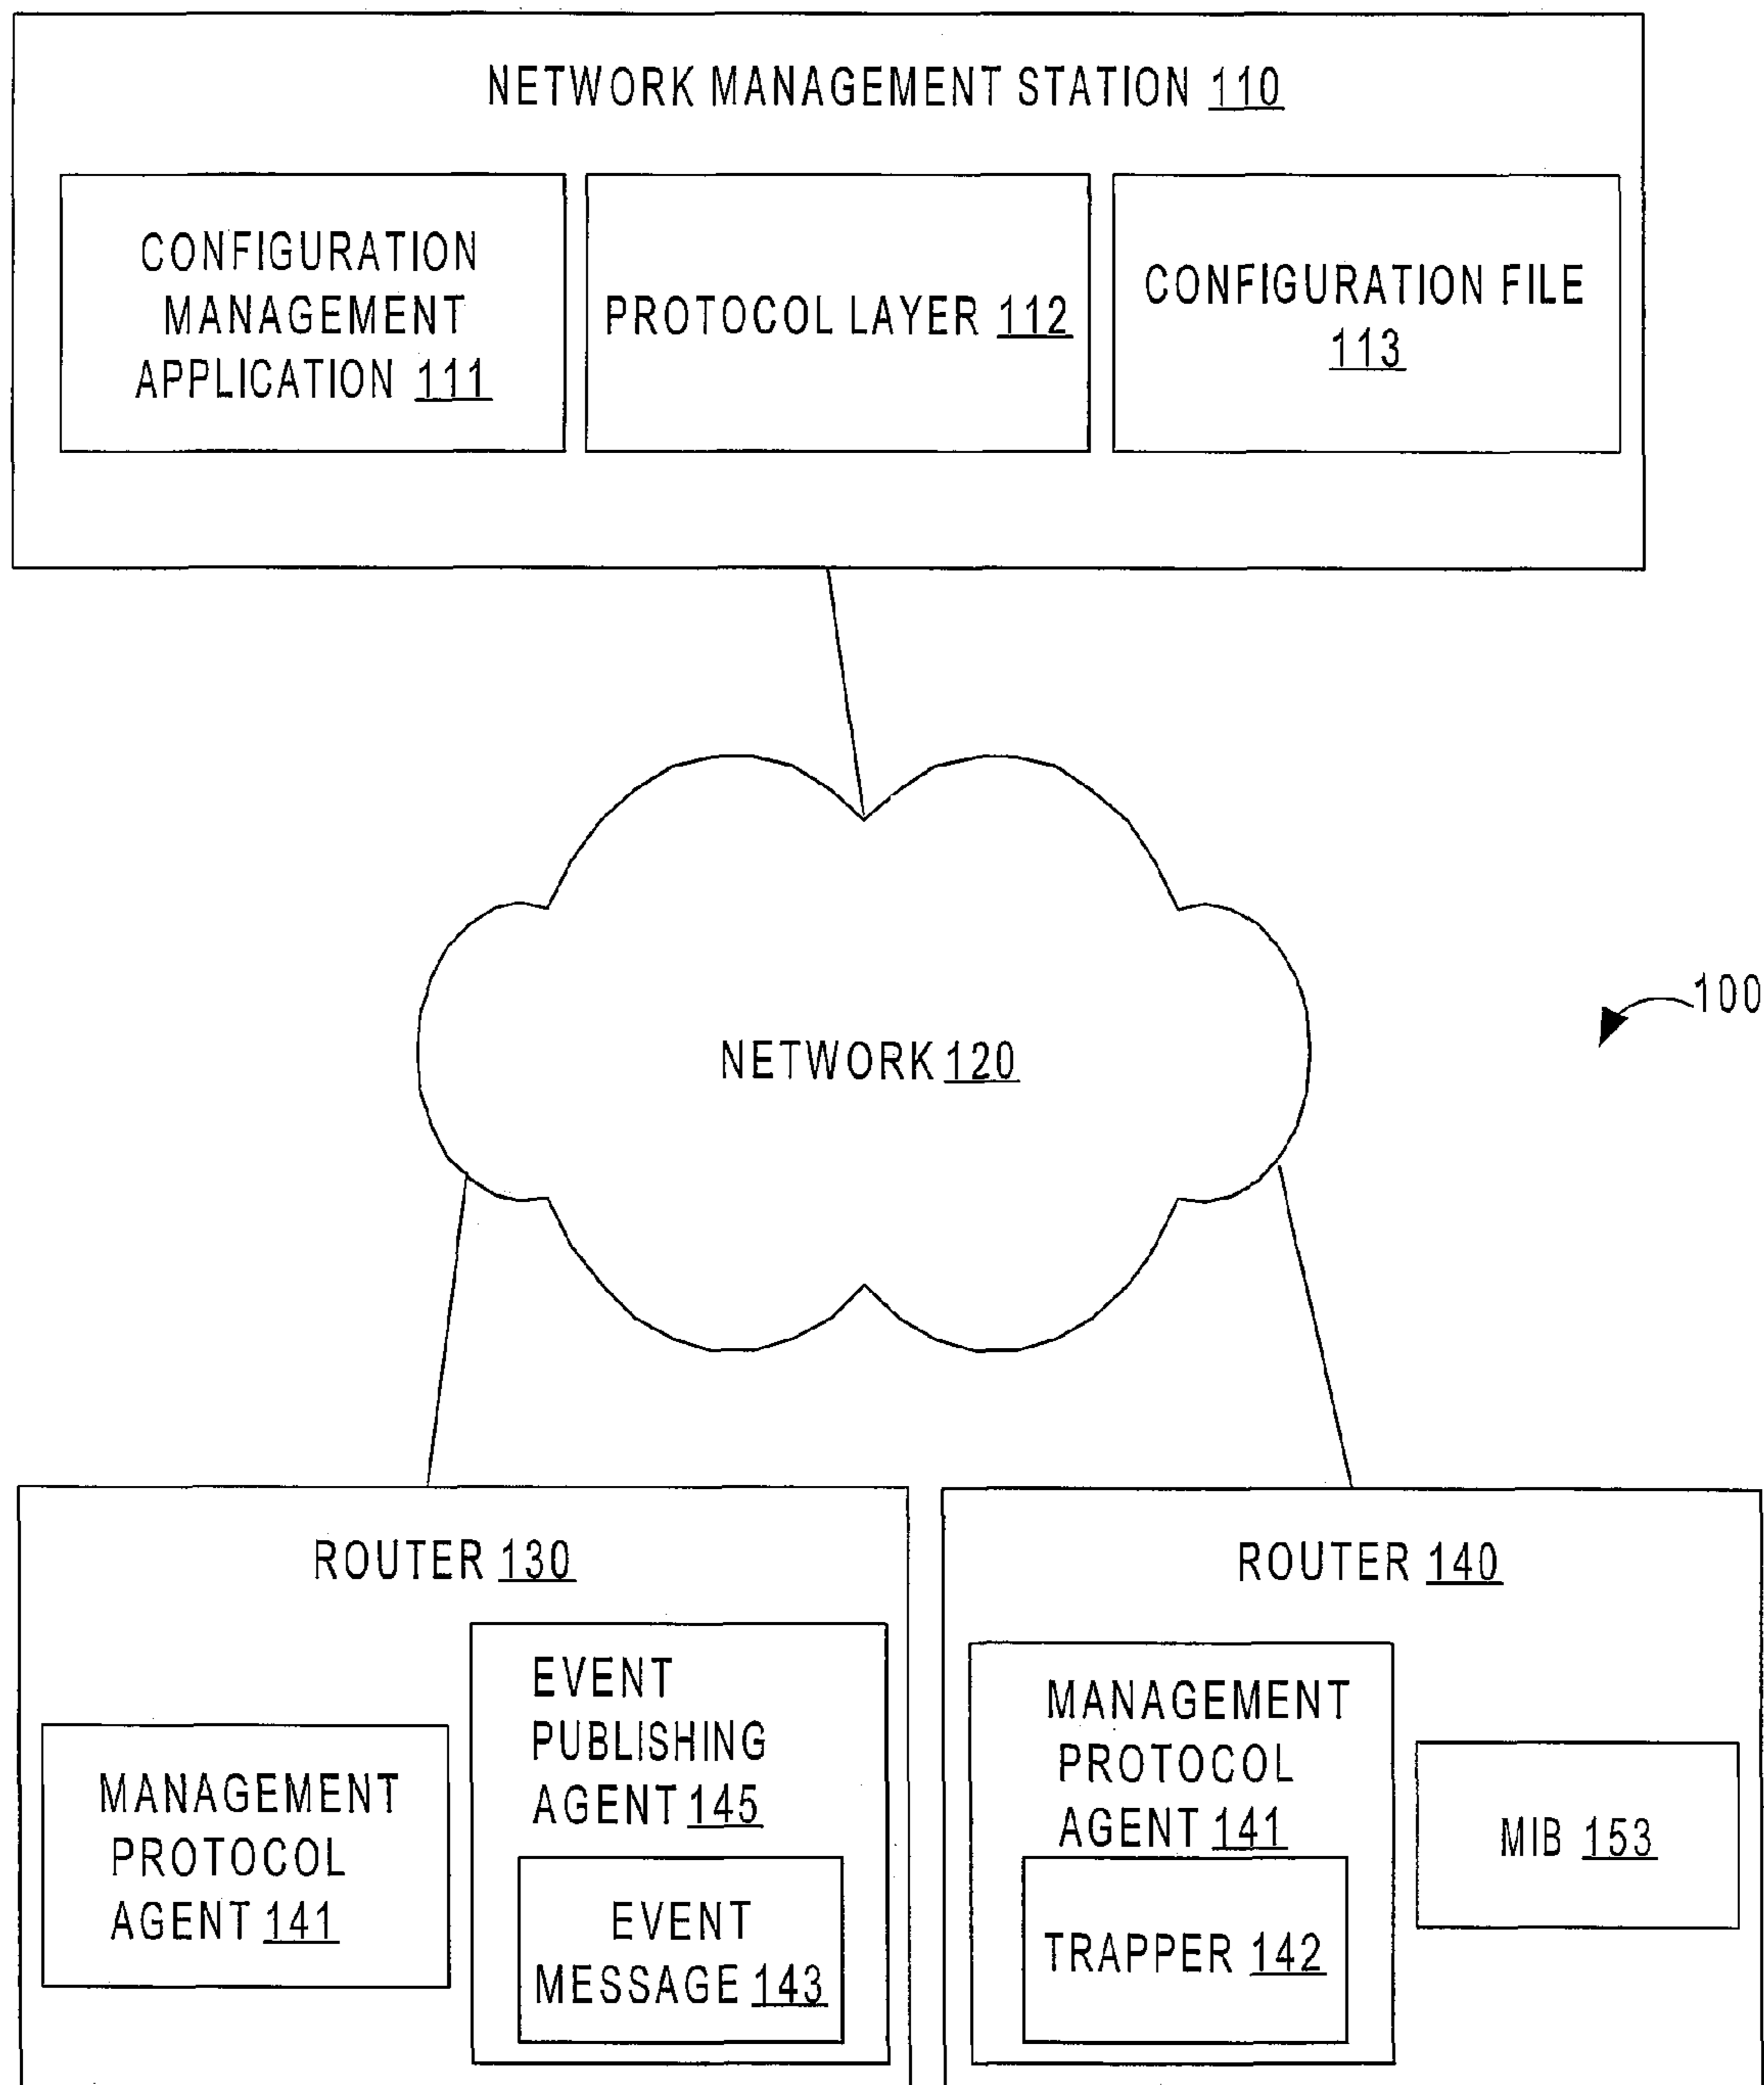 NETWORK MANAGEMENT STATION 110
CONFIGURATION
MANAGEMENT
APPLICATION 111
PROTOCOL LAYER 112
CONFIGURATION FILE
113
100
NETWORK 120
ROUTER 130
MANAGEMENT
PROTOCOL
AGENT 141
EVENT
PUBLISHING
AGENT 145
EVENT
MESSAGE 143
ROUTER 140
MANAGEMENT
PROTOCOL
AGENT 141
TRAPPER 142
MIB 153